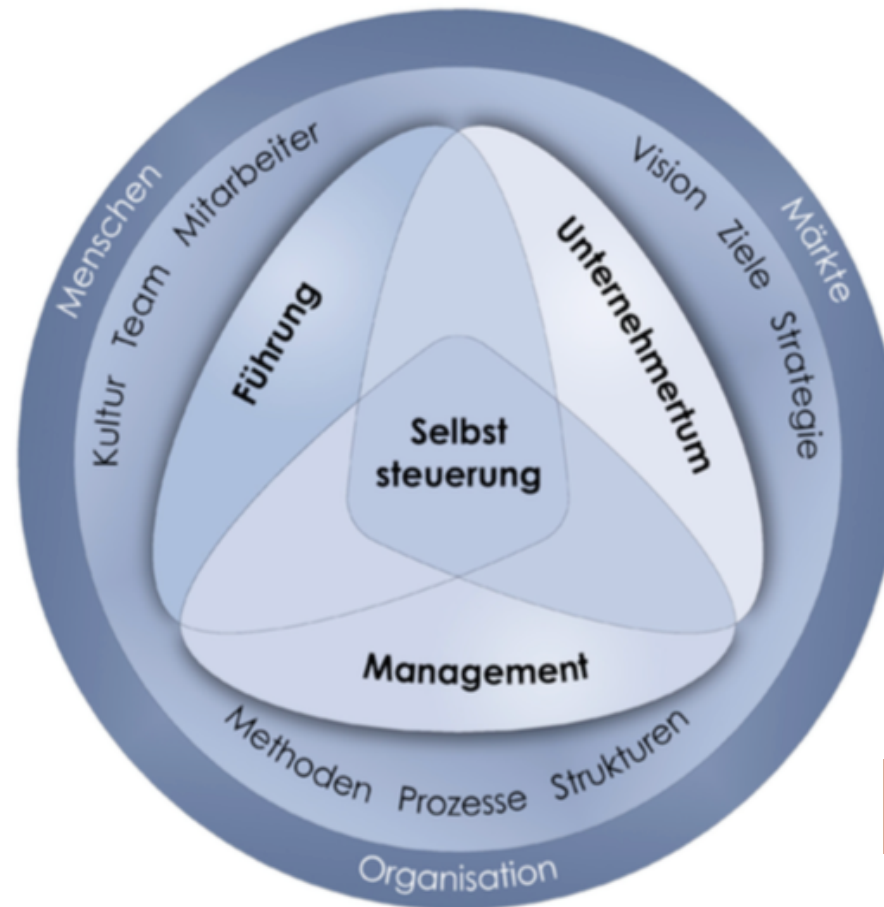 Menschen
Kultur Team Mitarbeiter
Führung
Vision Ziele Strategie
Märkte
Unternehmertum
Selbst
steuerung
Management
Methoden Prozesse Strukturen
Organisation